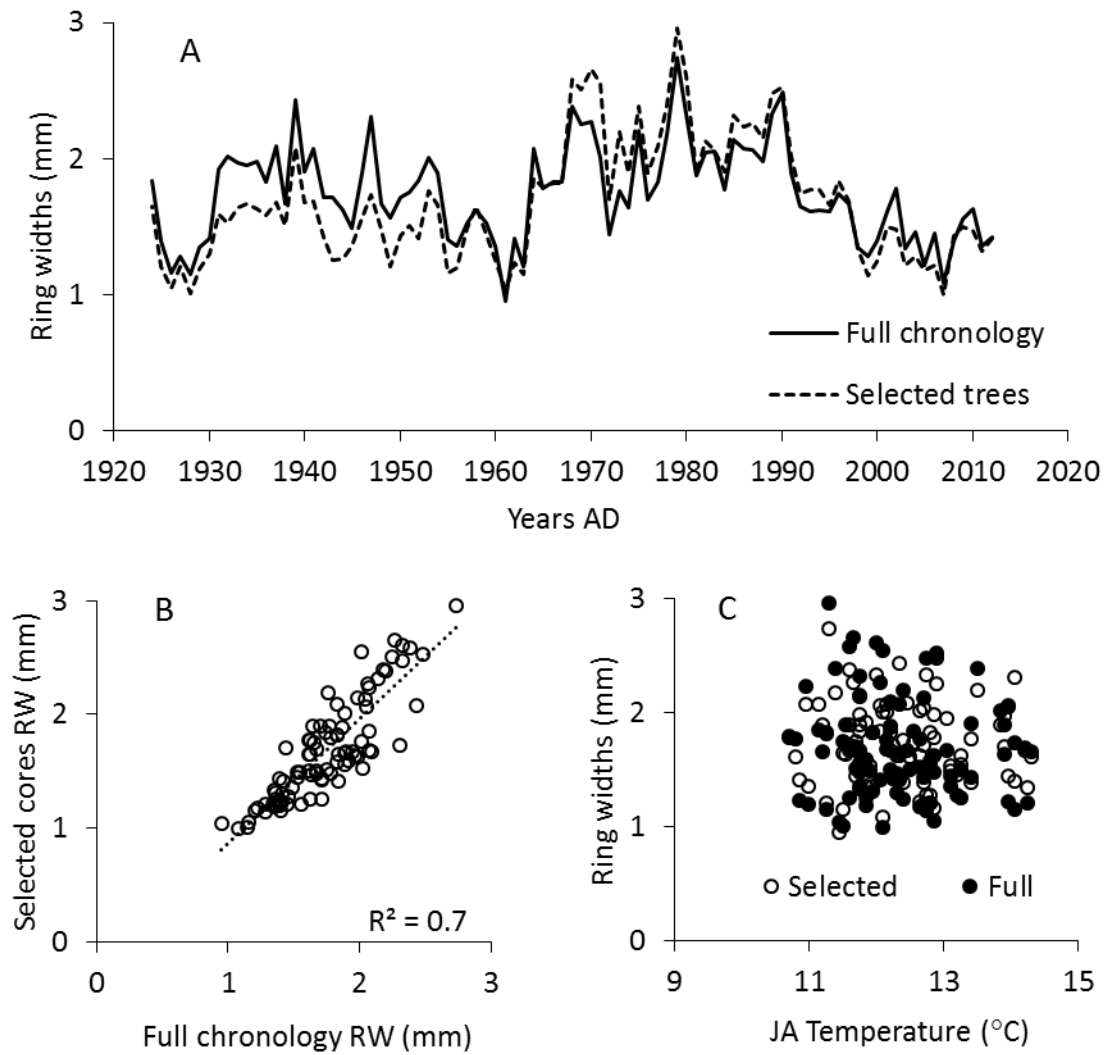 3
A
2
1
0
Ring widths (mm)
Full chronology
Selected trees
1920 1930 1940 1950 1960 1970 1980 1990 2000 2010 2020
Years AD
3
B
2
1
0
Selected cores RW (mm)
R² = 0.7
0 1 2 3
Full chronology RW (mm)
3
C
2
1
0
Ring widths (mm)
Selected Full
9 11 13 15
JA Temperature (°C)